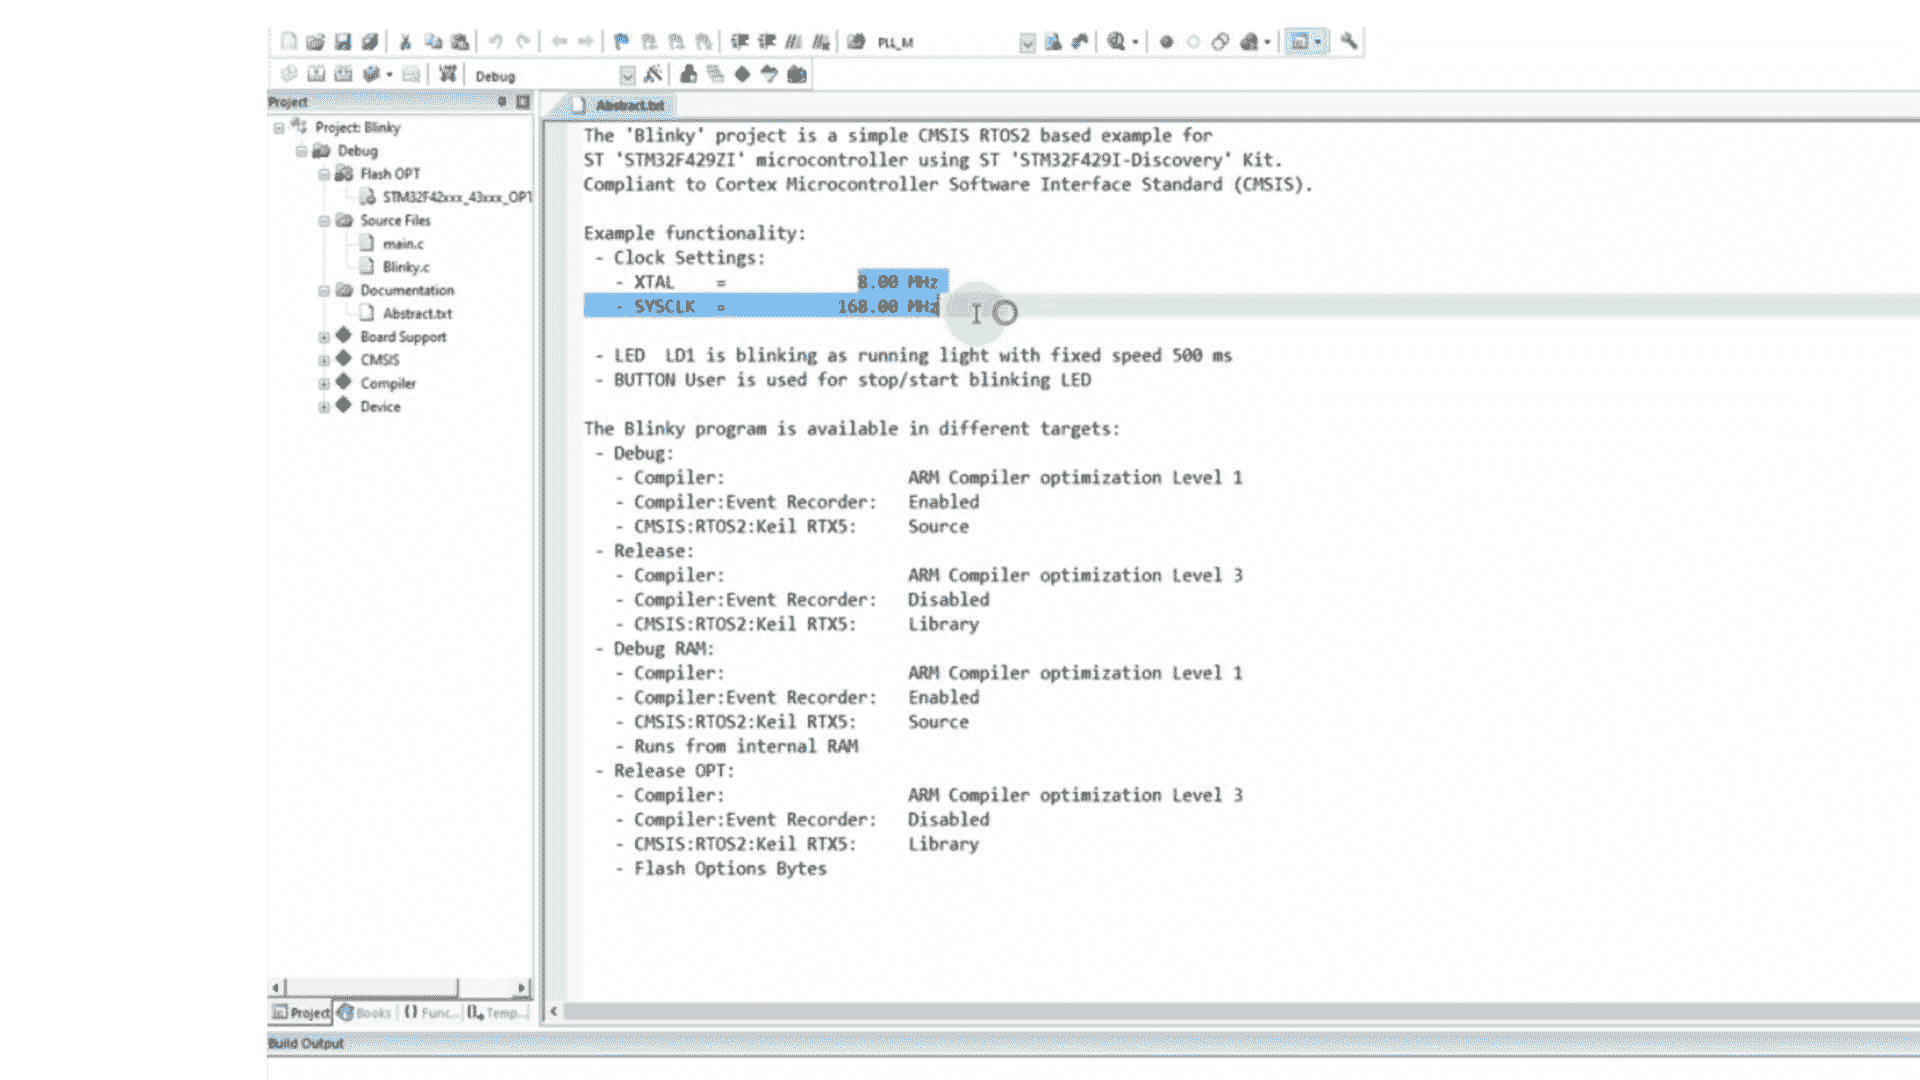 PLL_M
Debug
Project
Abstract.txt
Project: Blinky
Debug
Flash OPT
STM32F42xxx_43xxx_OPT
Source Files
main.c
Blinky.c
Documentation
Abstract.txt
Board Support
CMSIS
Compiler
Device
The 'Blinky' project is a simple CMSIS RTOS2 based example for
ST 'STM32F429ZI' microcontroller using ST 'STM32F429I-Discovery' Kit.
Compliant to Cortex Microcontroller Software Interface Standard (CMSIS).
Example functionality:
- Clock Settings:
- XTAL = 8.00 MHz
- SYSCLK = 168.00 MHz
- LED LD1 is blinking as running light with fixed speed 500 ms
- BUTTON User is used for stop/start blinking LED
The Blinky program is available in different targets:
- Debug:
- Compiler: ARM Compiler optimization Level 1
- Compiler:Event Recorder: Enabled
- CMSIS:RTOS2:Keil RTX5: Source
- Release:
- Compiler: ARM Compiler optimization Level 3
- Compiler:Event Recorder: Disabled
- CMSIS:RTOS2:Keil RTX5: Library
- Debug RAM:
- Compiler: ARM Compiler optimization Level 1
- Compiler:Event Recorder: Enabled
- CMSIS:RTOS2:Keil RTX5: Source
- Runs from internal RAM
- Release OPT:
- Compiler: ARM Compiler optimization Level 3
- Compiler:Event Recorder: Disabled
- CMSIS:RTOS2:Keil RTX5: Library
- Flash Options Bytes
Project Books {} Func... Temp...
Build Output